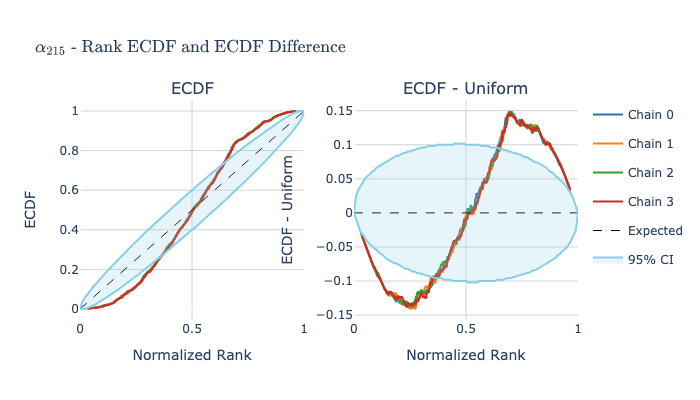 α₂₁₅ - Rank ECDF and ECDF Difference
ECDF
ECDF - Uniform
ECDF
1
0.8
0.6
0.4
0.2
0
0
0.5
1
Normalized Rank
ECDF - Uniform
0.15
0.1
0.05
0
−0.05
−0.1
−0.15
0
0.5
1
Normalized Rank
Chain 0
Chain 1
Chain 2
Chain 3
Expected
95% CI